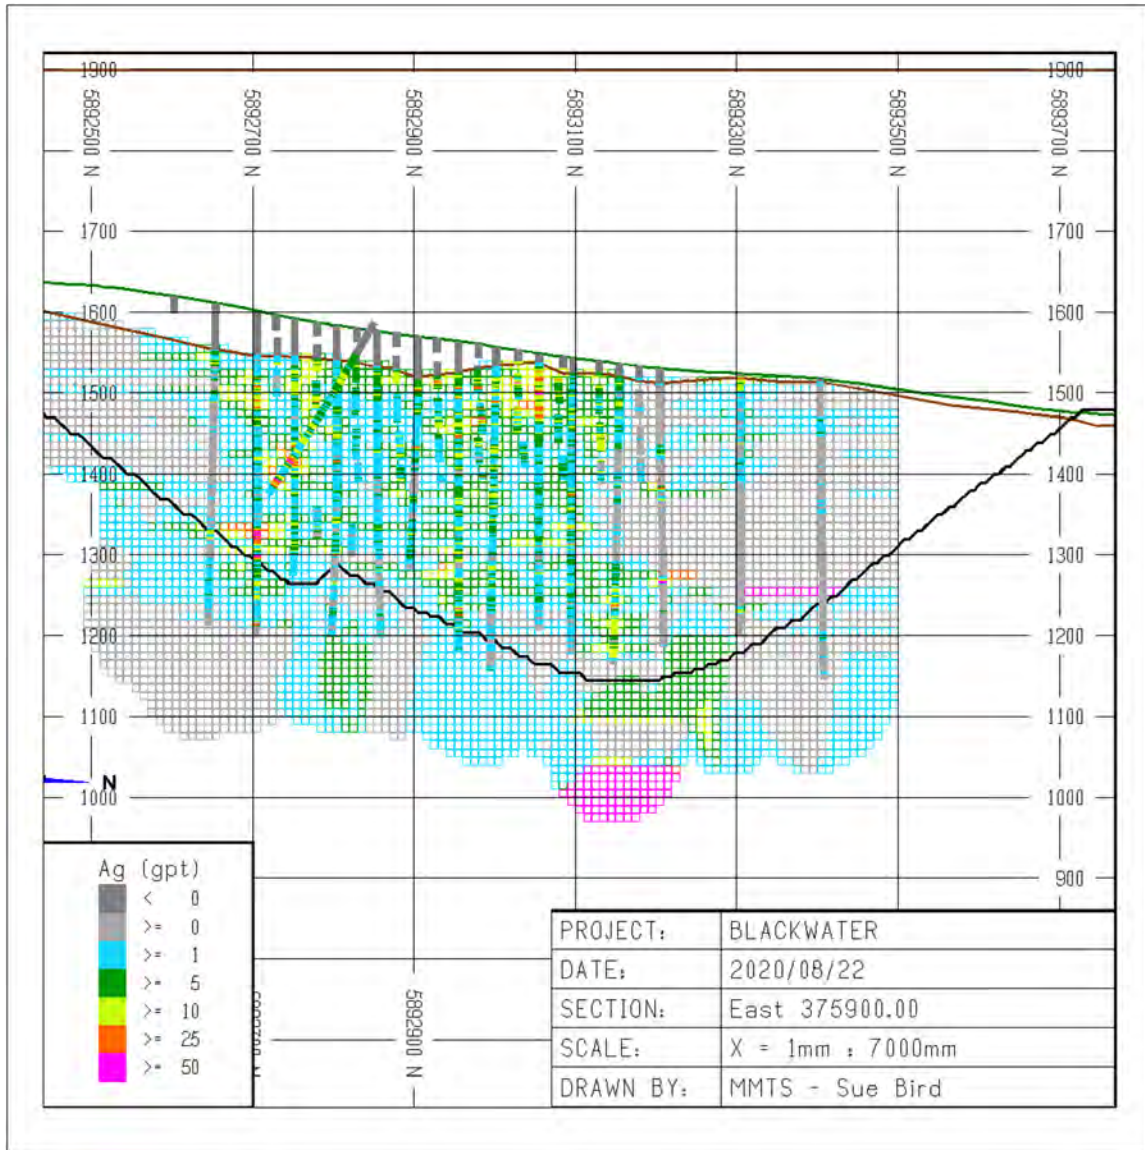 1900 1900
5892500 N 5892700 N 5892900 N 5893100 N 5893300 N 5893500 N 5893700 N
1700 1700
1600 1600
1500 1500
1400 1400
1300 1300
1200 1200
1100 1100
N
1000 1000
900
Ag (gpt)
< 0
>= 0
>= 1
>= 5
>= 10
>= 25
>= 50
5892900 N
PROJECT: BLACKWATER
DATE: 2020/08/22
SECTION: East 375900.00
SCALE: X = 1mm : 7000mm
DRAWN BY: MMTS - Sue Bird